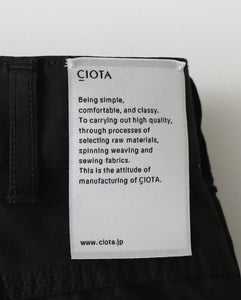 ÇIOTA
Being simple,
comfortable, and classy.
To carrying out high quality,
through processes of
selecting raw materials,
spinning weaving and
sewing fabrics.
This is the attitude of
manufacturing of ÇIOTA.
www.ciota.jp